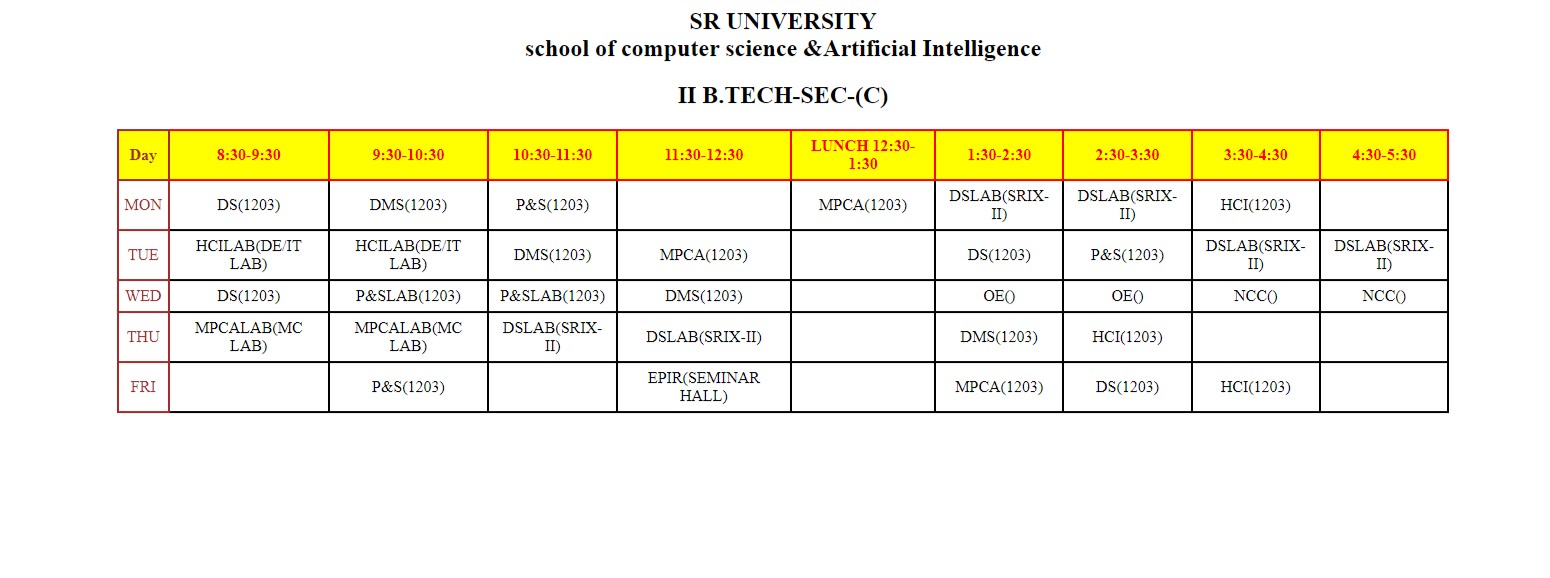 SR UNIVERSITY
school of computer science &Artificial Intelligence
II B.TECH-SEC-(C)
Day 8:30-9:30 9:30-10:30 10:30-11:30 11:30-12:30 LUNCH 12:30-1:30 1:30-2:30 2:30-3:30 3:30-4:30 4:30-5:30
MON DS(1203) DMS(1203) P&S(1203) MPCA(1203) DSLAB(SRIX-II) DSLAB(SRIX-II) HCI(1203)
TUE HCILAB(DE/IT LAB) HCILAB(DE/IT LAB) DMS(1203) MPCA(1203) DS(1203) P&S(1203) DSLAB(SRIX-II) DSLAB(SRIX-II)
WED DS(1203) P&SLAB(1203) P&SLAB(1203) DMS(1203) OE() OE() NCC() NCC()
THU MPCALAB(MC LAB) MPCALAB(MC LAB) DSLAB(SRIX-II) DSLAB(SRIX-II) DMS(1203) HCI(1203)
FRI P&S(1203) EPIR(SEMINAR HALL) MPCA(1203) DS(1203) HCI(1203)